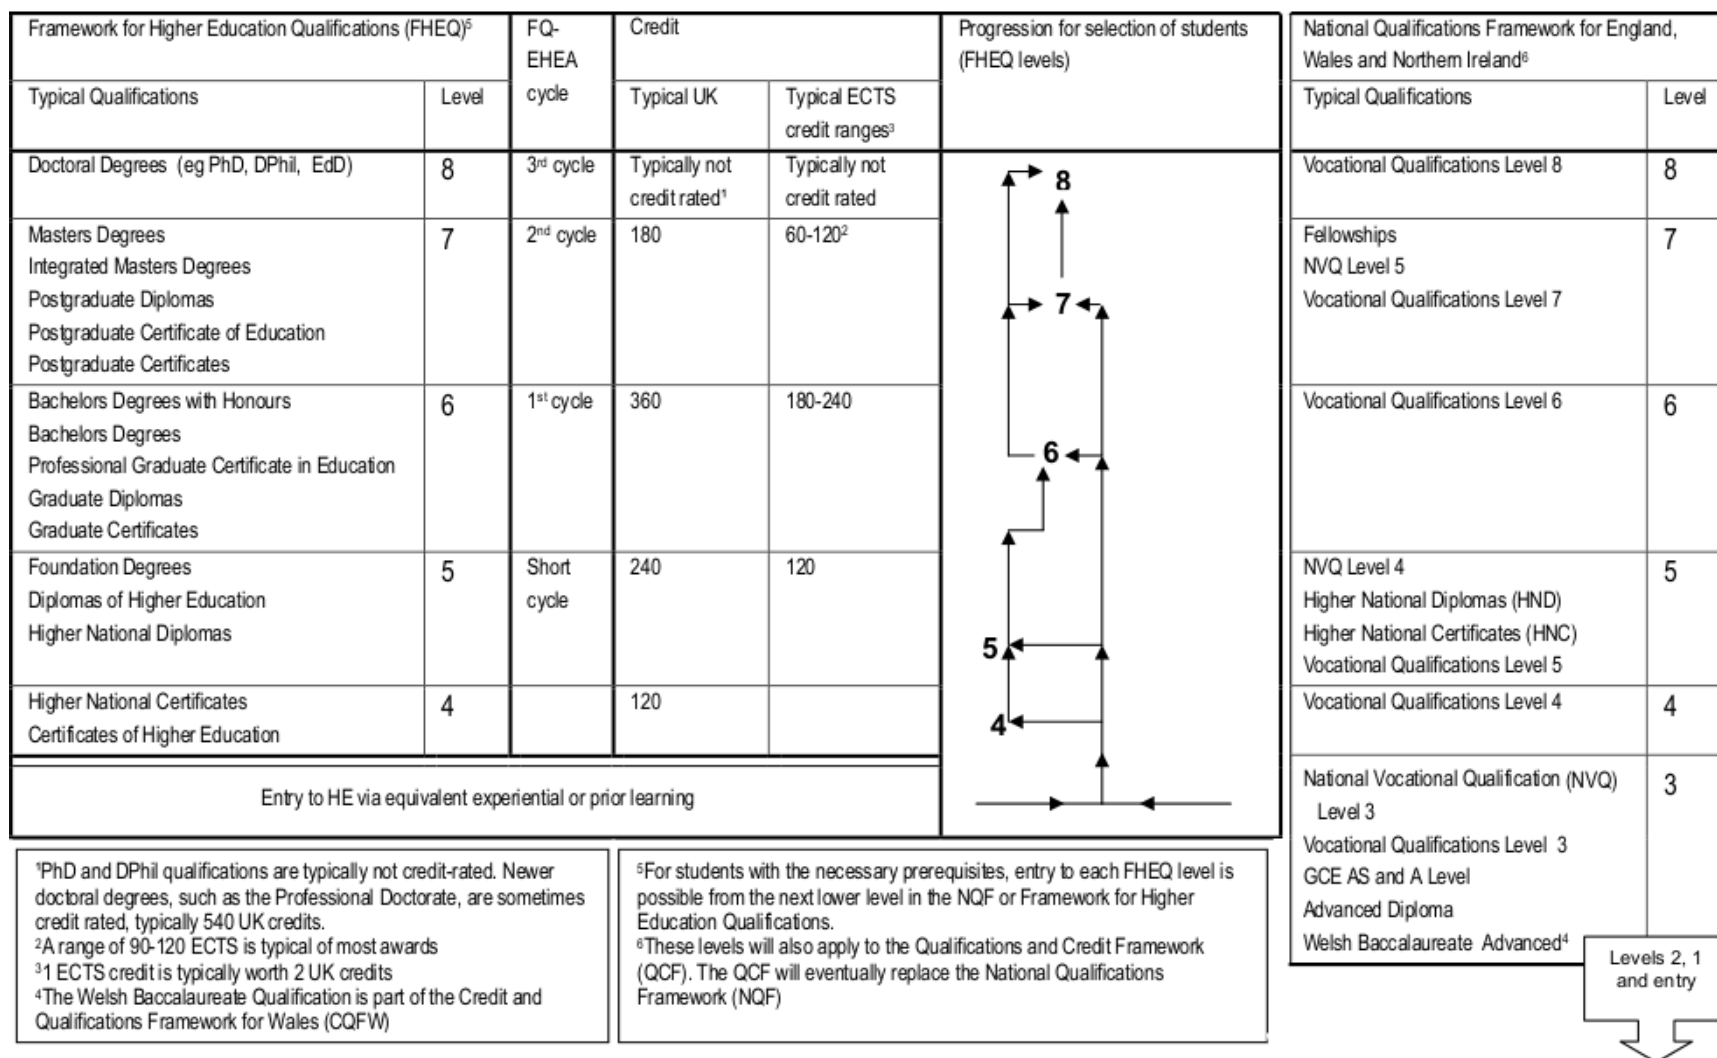 Framework for Higher Education Qualifications (FHEQ)⁵
FQ-
EHEA
cycle
Credit
Progression for selection of students
(FHEQ levels)
National Qualifications Framework for England,
Wales and Northern Ireland⁶
Typical Qualifications
Level
Typical UK
Typical ECTS
credit ranges³
Typical Qualifications
Level
Doctoral Degrees (eg PhD, DPhil, EdD)
8
3rd cycle
Typically not
credit rated¹
Typically not
credit rated
8
Vocational Qualifications Level 8
8
Masters Degrees
Integrated Masters Degrees
Postgraduate Diplomas
Postgraduate Certificate of Education
Postgraduate Certificates
7
2nd cycle
180
60-120²
7
Fellowships
NVQ Level 5
Vocational Qualifications Level 7
7
Bachelors Degrees with Honours
Bachelors Degrees
Professional Graduate Certificate in Education
Graduate Diplomas
Graduate Certificates
6
1st cycle
360
180-240
6
Vocational Qualifications Level 6
6
Foundation Degrees
Diplomas of Higher Education
Higher National Diplomas
5
Short
cycle
240
120
5
NVQ Level 4
Higher National Diplomas (HND)
Higher National Certificates (HNC)
Vocational Qualifications Level 5
5
Higher National Certificates
Certificates of Higher Education
4
120
4
Vocational Qualifications Level 4
4
Entry to HE via equivalent experiential or prior learning
National Vocational Qualification (NVQ)
Level 3
Vocational Qualifications Level 3
GCE AS and A Level
Advanced Diploma
Welsh Baccalaureate Advanced⁴
3
Levels 2, 1
and entry
¹PhD and DPhil qualifications are typically not credit-rated. Newer
doctoral degrees, such as the Professional Doctorate, are sometimes
credit rated, typically 540 UK credits.
²A range of 90-120 ECTS is typical of most awards
³1 ECTS credit is typically worth 2 UK credits
⁴The Welsh Baccalaureate Qualification is part of the Credit and
Qualifications Framework for Wales (CQFW)
⁵For students with the necessary prerequisites, entry to each FHEQ level is
possible from the next lower level in the NQF or Framework for Higher
Education Qualifications.
⁶These levels will also apply to the Qualifications and Credit Framework
(QCF). The QCF will eventually replace the National Qualifications
Framework (NQF)